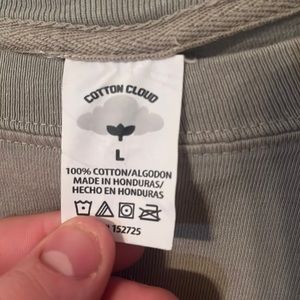 COTTON CLOUD
L
100% COTTON/ALGODON
MADE IN HONDURAS/
HECHO EN HONDURAS
152725